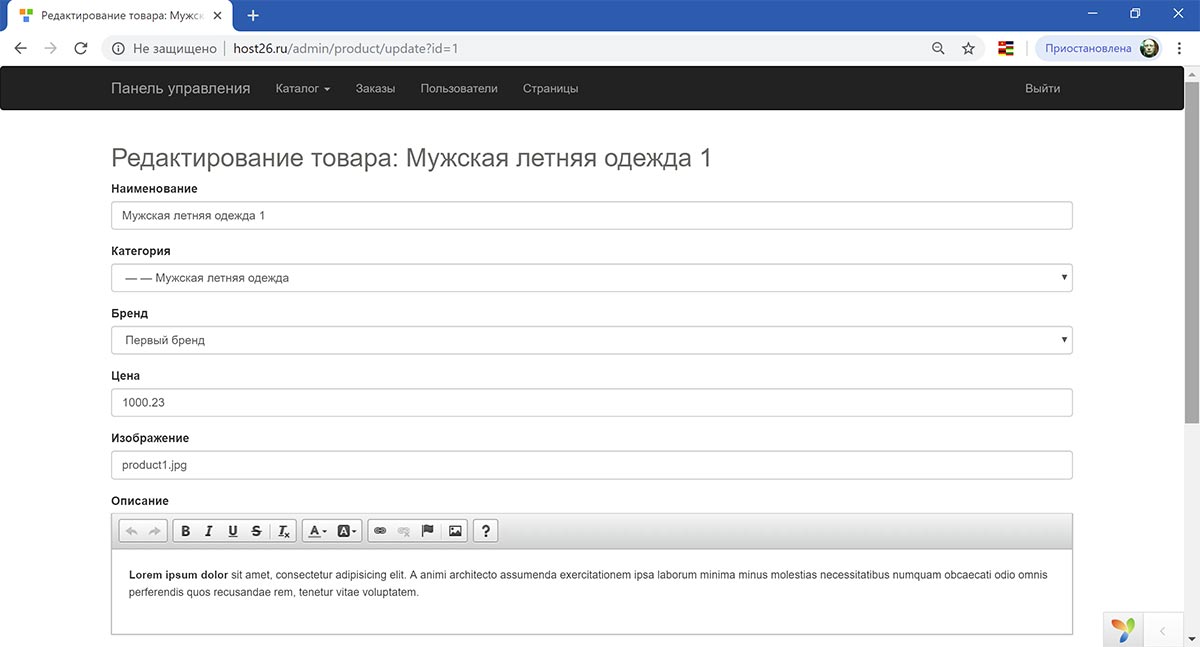 Редактирование товара: Мужск
Не защищено
host26.ru/admin/product/update?id=1
Приостановлена
Панель управления Каталог Заказы Пользователи Страницы Выйти
Редактирование товара: Мужская летняя одежда 1
Наименование
Мужская летняя одежда 1
Категория
— — Мужская летняя одежда
Бренд
Первый бренд
Цена
1000.23
Изображение
product1.jpg
Описание
B I U S Ix A A ?
Lorem ipsum dolor sit amet, consectetur adipisicing elit. A animi architecto assumenda exercitationem ipsa laborum minima minus molestias necessitatibus numquam obcaecati odio omnis
perferendis quos recusandae rem, tenetur vitae voluptatem.